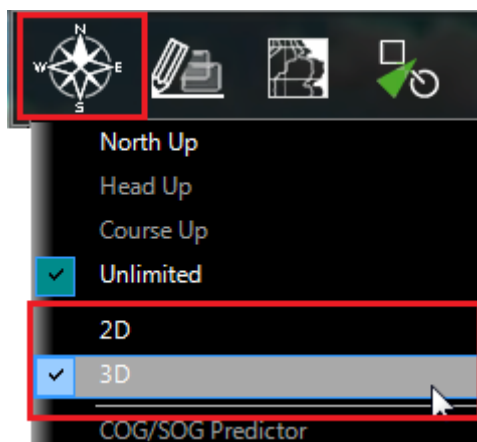 N
W E
S
North Up
Head Up
Course Up
Unlimited
2D
3D
COG/SOG Predictor